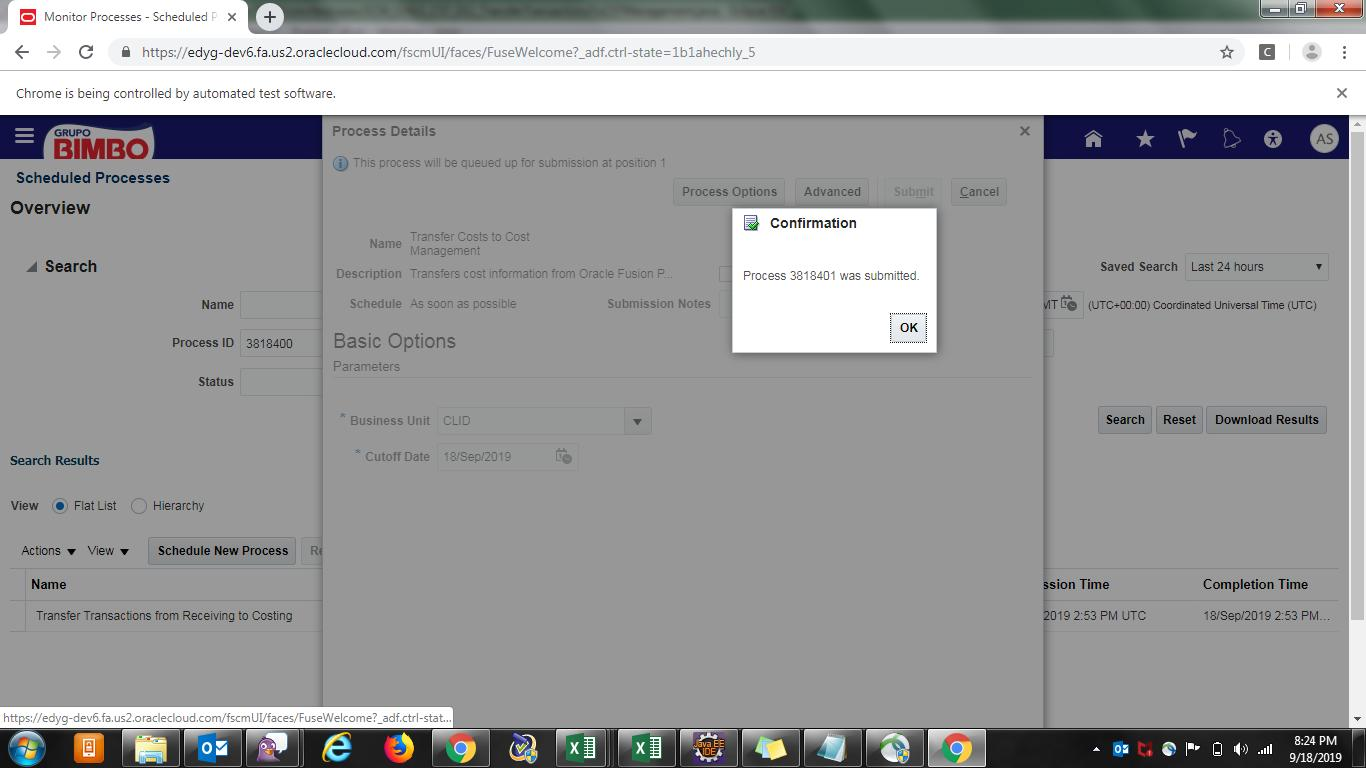 Monitor Processes - Scheduled P
https://edyg-dev6.fa.us2.oraclecloud.com/fscmUI/faces/FuseWelcome?_adf.ctrl-state=1b1ahechly_5
C
Chrome is being controlled by automated test software.
GRUPO
BIMBO
Process Details
AS
This process will be queued up for submission at position 1
Scheduled Processes
Process Options Advanced Submit Cancel
Overview
Confirmation
Name Transfer Costs to Cost
Management
Search
Description Transfers cost information from Oracle Fusion P...
Process 3818401 was submitted.
Saved Search Last 24 hours
Name
Schedule As soon as possible Submission Notes
MT (UTC+00:00) Coordinated Universal Time (UTC)
OK
Process ID 3818400
Basic Options
Parameters
Status
Business Unit CLID
Search Reset Download Results
* Cutoff Date 18/Sep/2019
Search Results
View Flat List Hierarchy
Actions View Schedule New Process Re
Name ssion Time Completion Time
Transfer Transactions from Receiving to Costing 2019 2:53 PM UTC 18/Sep/2019 2:53 PM...
https://edyg-dev6.fa.us2.oraclecloud.com/fscmUI/faces/FuseWelcome?_adf.ctrl-stat...
Java EE
IDE
8:24 PM
9/18/2019